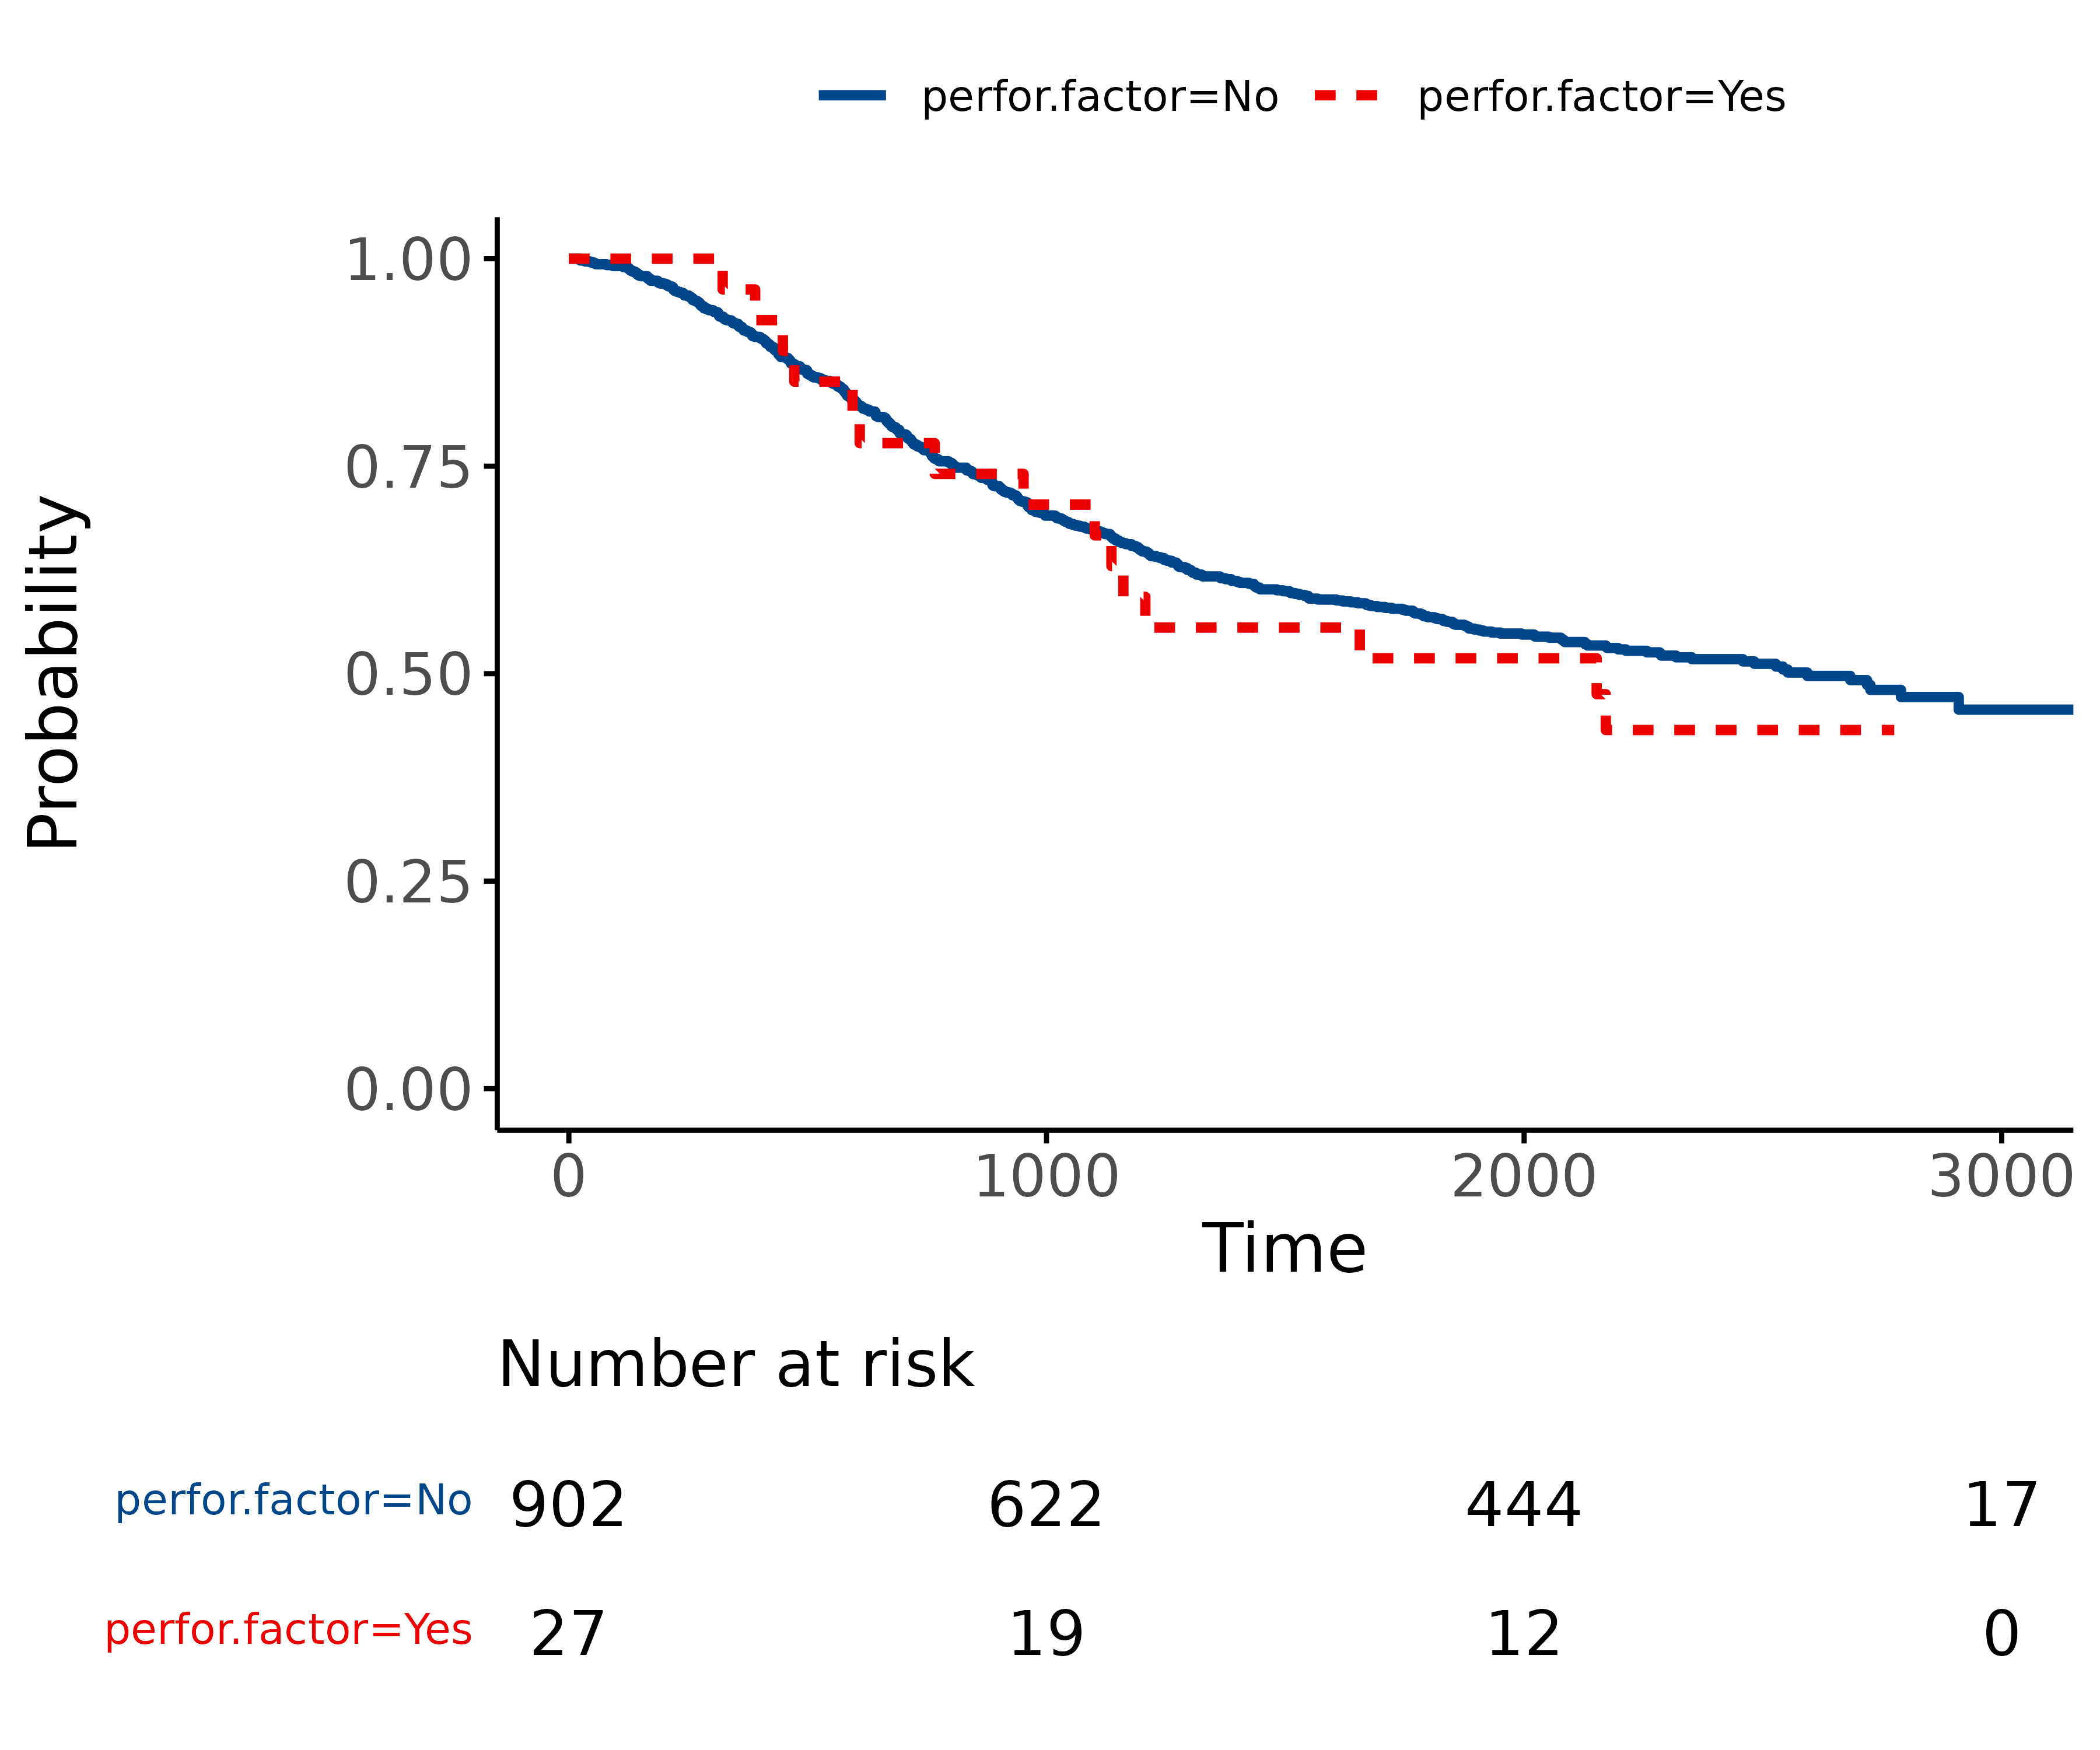 perfor.factor=No perfor.factor=Yes
Probability
1.00
0.75
0.50
0.25
0.00
0 1000 2000 3000
Time
Number at risk
perfor.factor=No 902 622 444 17
perfor.factor=Yes 27 19 12 0